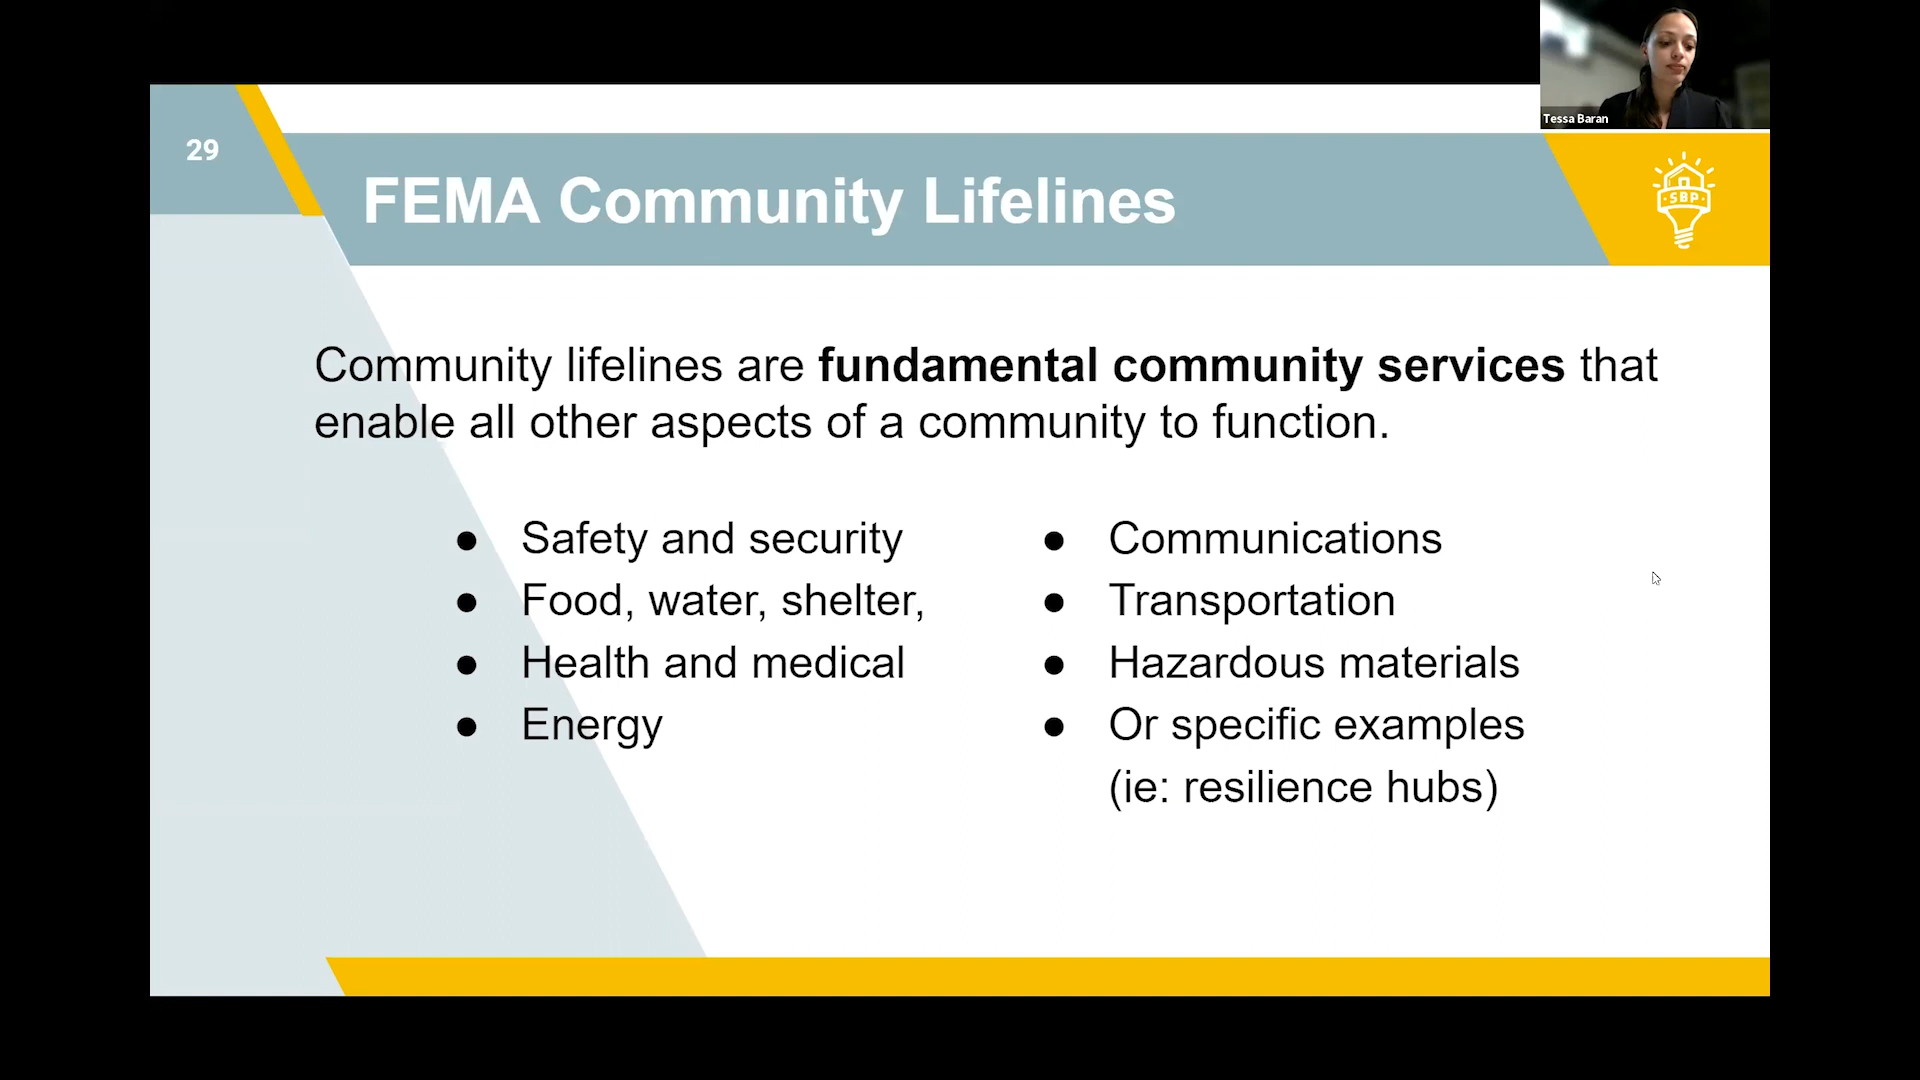 Tessa Baran
29
FEMA Community Lifelines
SBP
Community lifelines are fundamental community services that
enable all other aspects of a community to function.
● Safety and security
● Food, water, shelter,
● Health and medical
● Energy
● Communications
● Transportation
● Hazardous materials
● Or specific examples
(ie: resilience hubs)